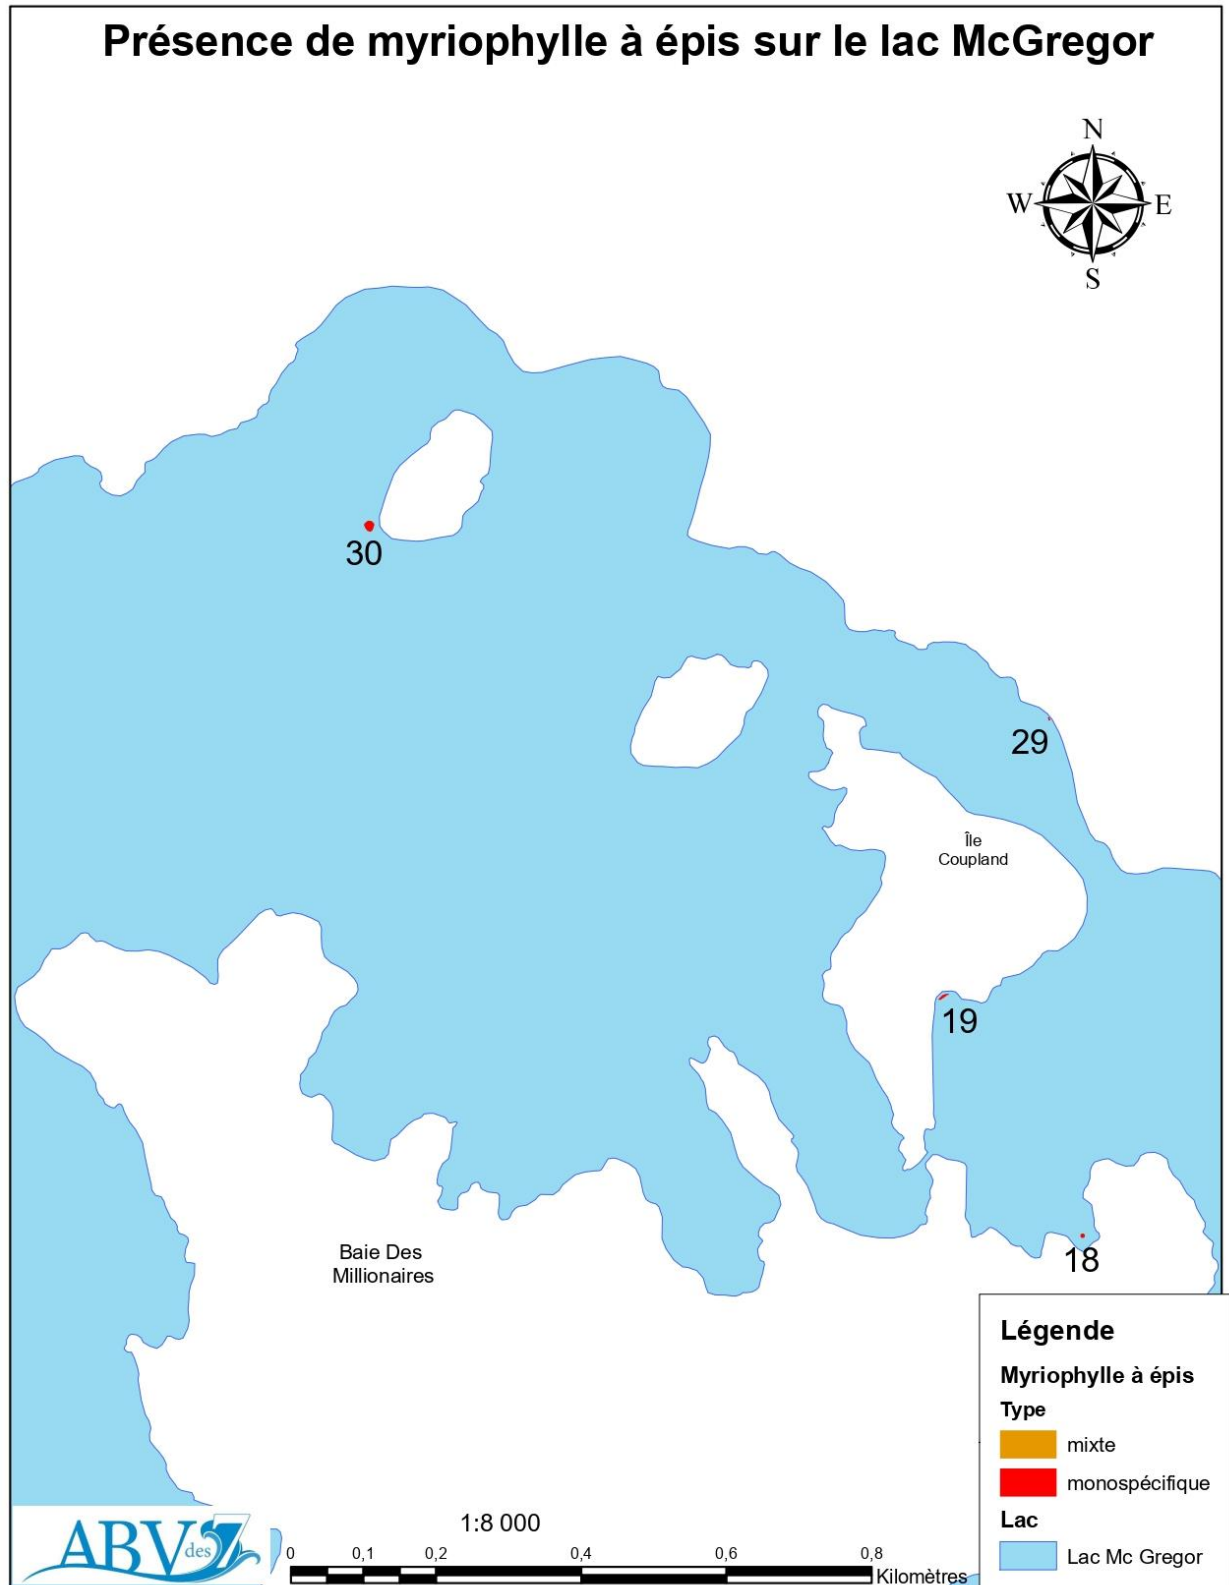 Présence de myriophylle à épis sur le lac McGregor
N
W E
S
30
29
Île
Coupland
19
Baie Des
Millionaires
18
Légende
Myriophylle à épis
Type
mixte
monospécifique
Lac
Lac Mc Gregor
1:8 000
0 0,1 0,2 0,4 0,6 0,8
Kilomètres
ABV des 7